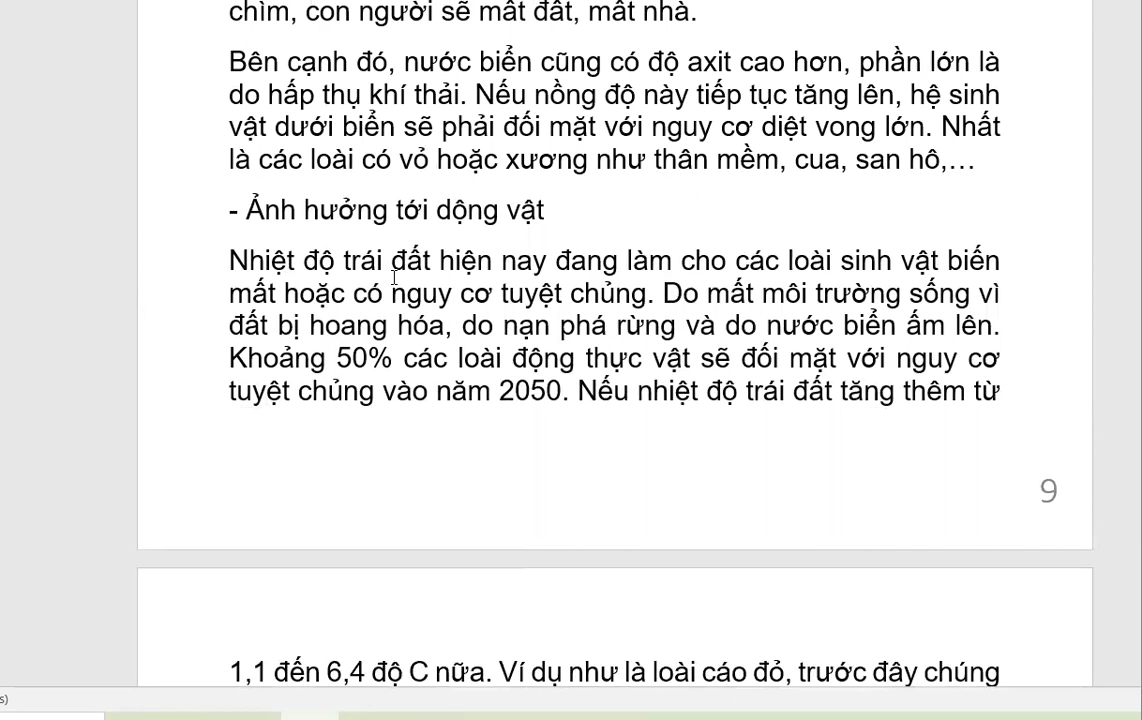 chìm, con người sẽ mất đất, mất nhà.
Bên cạnh đó, nước biển cũng có độ axit cao hơn, phần lớn là
do hấp thụ khí thải. Nếu nồng độ này tiếp tục tăng lên, hệ sinh
vật dưới biển sẽ phải đối mặt với nguy cơ diệt vong lớn. Nhất
là các loài có vỏ hoặc xương như thân mềm, cua, san hô,…
- Ảnh hưởng tới dộng vật
Nhiệt độ trái đất hiện nay đang làm cho các loài sinh vật biến
mất hoặc có nguy cơ tuyệt chủng. Do mất môi trường sống vì
đất bị hoang hóa, do nạn phá rừng và do nước biển ấm lên.
Khoảng 50% các loài động thực vật sẽ đối mặt với nguy cơ
tuyệt chủng vào năm 2050. Nếu nhiệt độ trái đất tăng thêm từ
9
1,1 đến 6,4 độ C nữa. Ví dụ như là loài cáo đỏ, trước đây chúng
s)